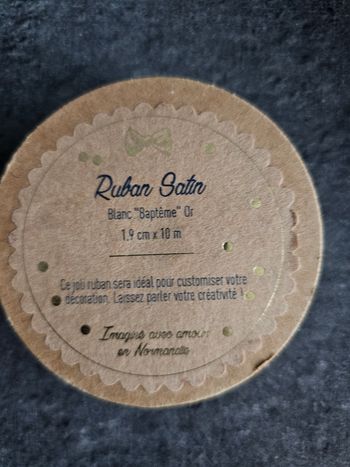 Ruban Satin
Blanc "Baptême" Or
1,9 cm x 10 m
Ce joli ruban sera idéal pour customiser votre
décoration. Laissez parler votre créativité !
Imaginé avec amour
en Normandie